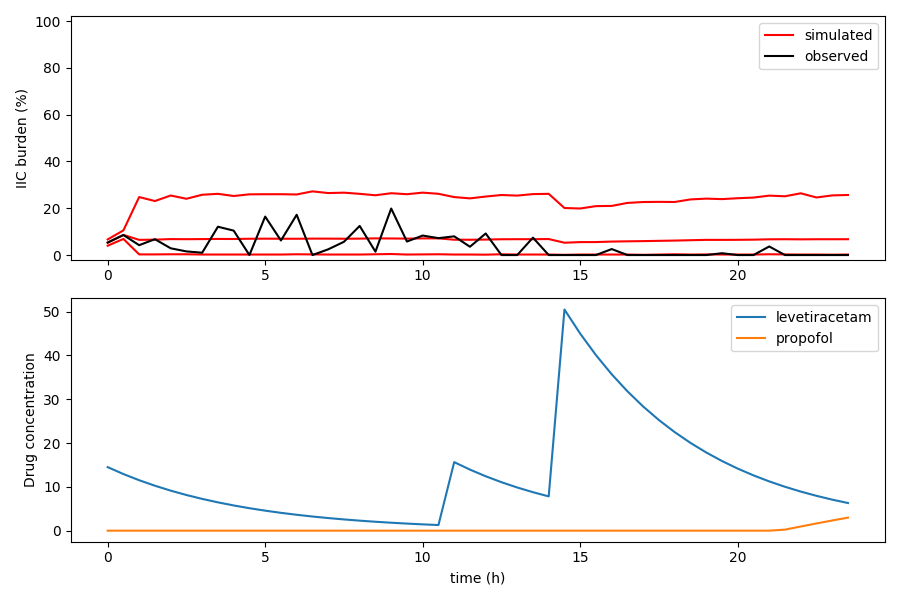 100
80
60
40
20
0
IIC burden (%)
simulated
observed
0 5 10 15 20
50
40
30
20
10
0
Drug concentration
levetiracetam
propofol
0 5 10 15 20
time (h)